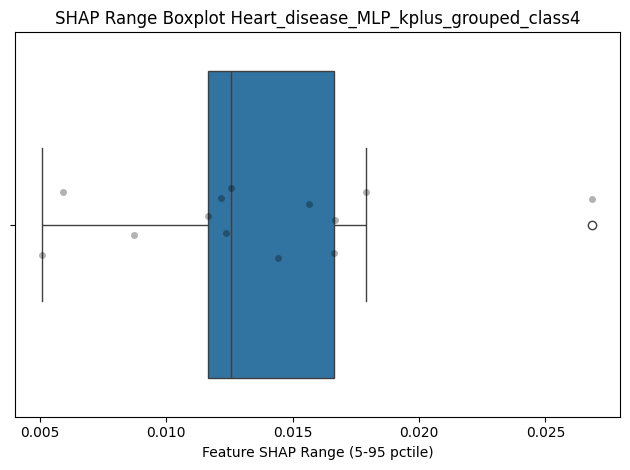 SHAP Range Boxplot Heart_disease_MLP_kplus_grouped_class4
0.005 0.010 0.015 0.020 0.025
Feature SHAP Range (5-95 pctile)